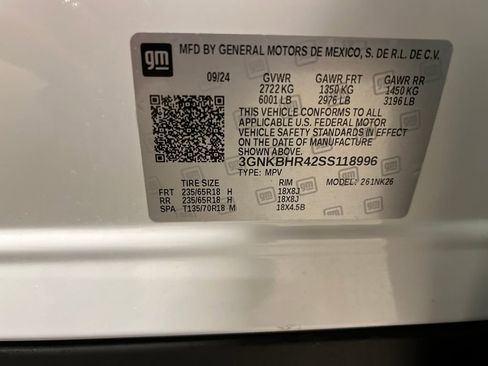 gm
MFD BY GENERAL MOTORS DE MEXICO, S. DE R.L. DE C.V.
09/24 GVWR GAWR FRT GAWR RR
2722 KG 1350 KG 1450 KG
6001 LB 2976 LB 3196 LB
THIS VEHICLE CONFORMS TO ALL
APPLICABLE U.S. FEDERAL MOTOR
VEHICLE SAFETY STANDARDS IN EFFECT
ON THE DATE OF MANUFACTURE
SHOWN ABOVE.
3GNKBHR42SS118996
TYPE: MPV
TIRE SIZE RIM MODEL: 261NK26
FRT 235/65R18 H 18X8J
RR 235/65R18 H 18X8J
SPA T135/70R18 M 18X4.5B